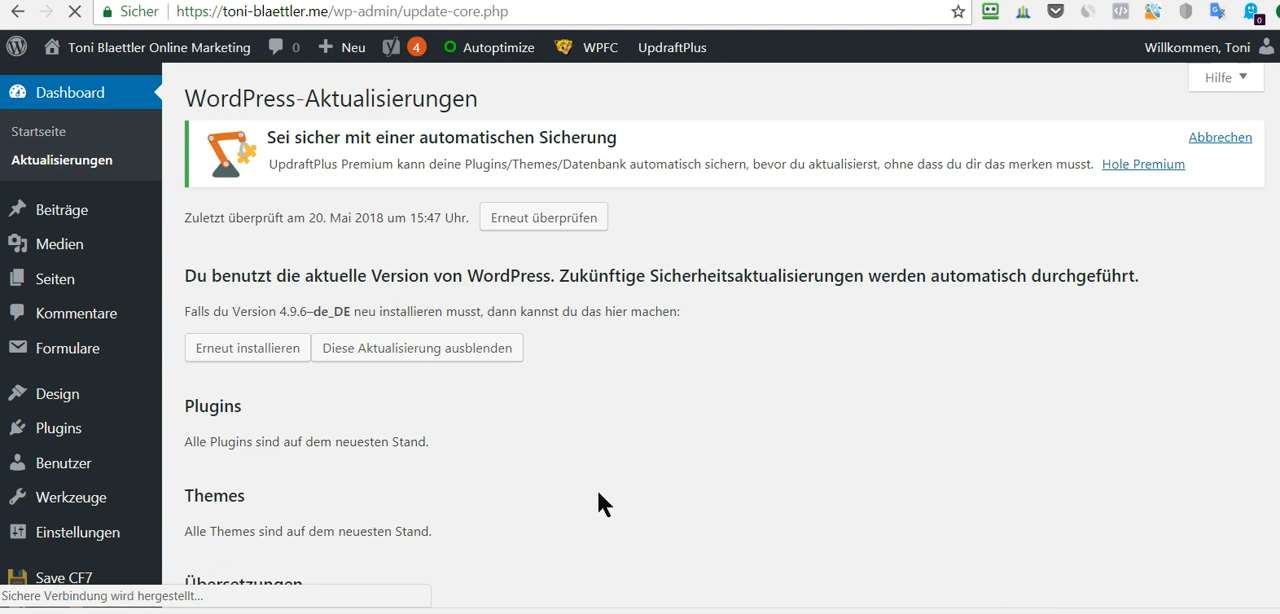 Sicher https://toni-blaettler.me/wp-admin/update-core.php
0
Toni Blaettler Online Marketing 0 Neu 4 Autoptimize WPFC UpdraftPlus Willkommen, Toni
Hilfe
Dashboard
Startseite
Aktualisierungen
Beiträge
Medien
Seiten
Kommentare
Formulare
Design
Plugins
Benutzer
Werkzeuge
Einstellungen
Save CF7
WordPress-Aktualisierungen
Sei sicher mit einer automatischen Sicherung
Abbrechen
UpdraftPlus Premium kann deine Plugins/Themes/Datenbank automatisch sichern, bevor du aktualisierst, ohne dass du dir das merken musst. Hole Premium
Zuletzt überprüft am 20. Mai 2018 um 15:47 Uhr. Erneut überprüfen
Du benutzt die aktuelle Version von WordPress. Zukünftige Sicherheitsaktualisierungen werden automatisch durchgeführt.
Falls du Version 4.9.6–de_DE neu installieren musst, dann kannst du das hier machen:
Erneut installieren Diese Aktualisierung ausblenden
Plugins
Alle Plugins sind auf dem neuesten Stand.
Themes
Alle Themes sind auf dem neuesten Stand.
Übersetzungen
Sichere Verbindung wird hergestellt...